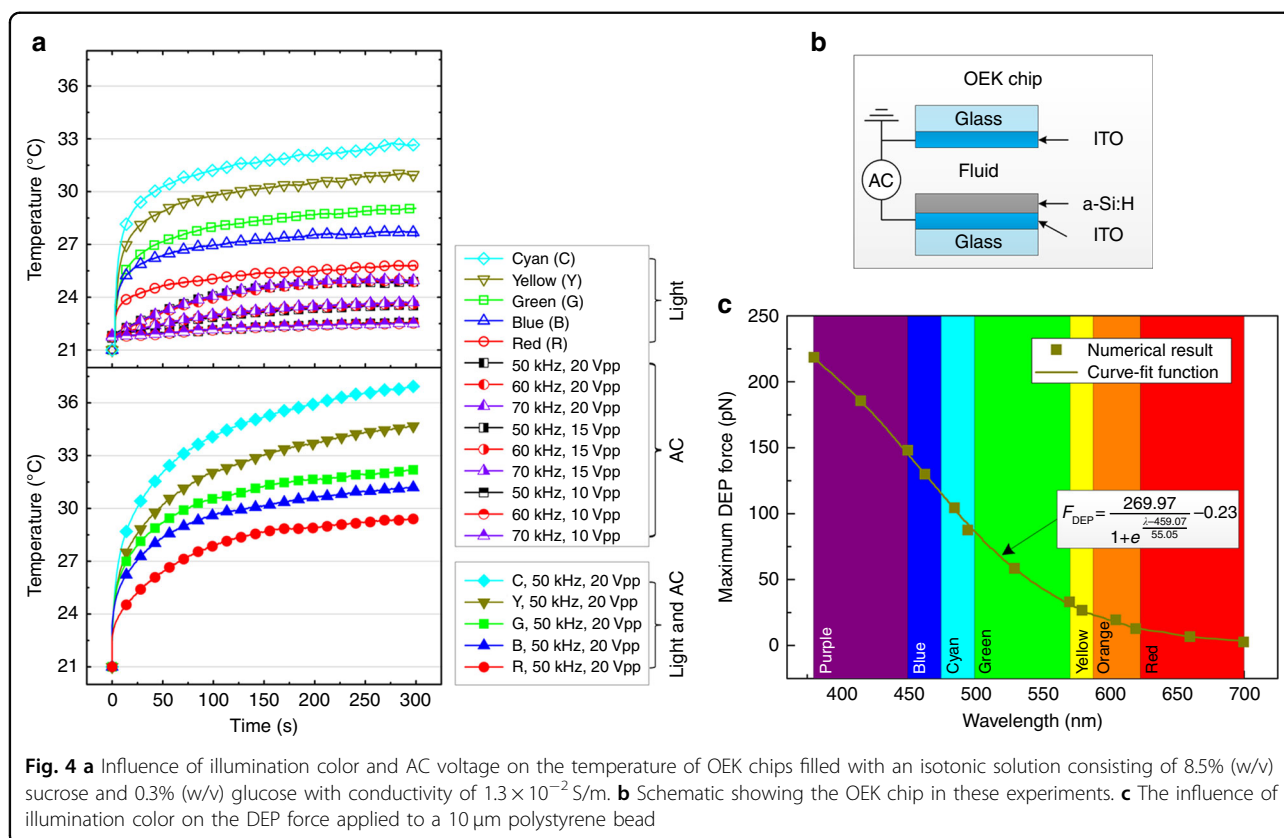 a
Temperature (°C)
36
33
30
27
24
21
Temperature (°C)
36
33
30
27
24
21
0 50 100 150 200 250 300
Time (s)
Cyan (C)
Yellow (Y)
Green (G)
Blue (B)
Red (R)
Light
50 kHz, 20 Vpp
60 kHz, 20 Vpp
70 kHz, 20 Vpp
50 kHz, 15 Vpp
60 kHz, 15 Vpp
70 kHz, 15 Vpp
50 kHz, 10 Vpp
60 kHz, 10 Vpp
70 kHz, 10 Vpp
AC
C, 50 kHz, 20 Vpp
Y, 50 kHz, 20 Vpp
G, 50 kHz, 20 Vpp
B, 50 kHz, 20 Vpp
R, 50 kHz, 20 Vpp
Light and AC
b
OEK chip
Glass
ITO
AC
Fluid
a-Si:H
ITO
Glass
c
Maximum DEP force (pN)
250
200
150
100
50
0
Numerical result
Curve-fit function
F_DEP = 269.97 / (1+e^((λ−459.07)/55.05)) −0.23
Purple
Blue
Cyan
Green
Yellow
Orange
Red
400 450 500 550 600 650 700
Wavelength (nm)
Fig. 4 a Influence of illumination color and AC voltage on the temperature of OEK chips filled with an isotonic solution consisting of 8.5% (w/v)
sucrose and 0.3% (w/v) glucose with conductivity of 1.3 × 10⁻² S/m. b Schematic showing the OEK chip in these experiments. c The influence of
illumination color on the DEP force applied to a 10 μm polystyrene bead